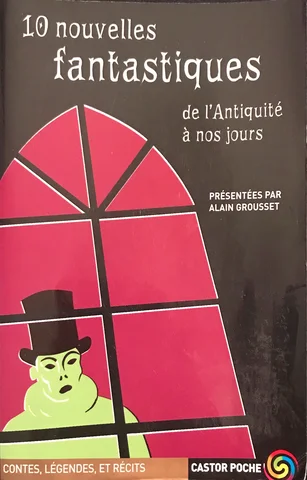 10 nouvelles
fantastiques
de l'Antiquité
à nos jours
PRÉSENTÉES PAR
ALAIN GROUSSET
CONTES, LÉGENDES, ET RÉCITS
CASTOR POCHE